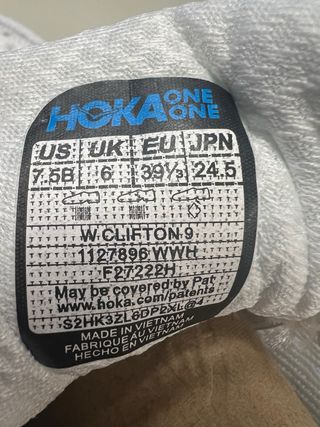 HOKA ONE ONE
US UK EU JPN
7.5B 6 39⅓ 24.5
W CLIFTON 9
1127896 WWH
F27222H
May be covered by Pat
www.hoka.com/patents
MADE IN VIETNAM
FABRIQUÉ AU VIETNAM
HECHO EN VIETNAM